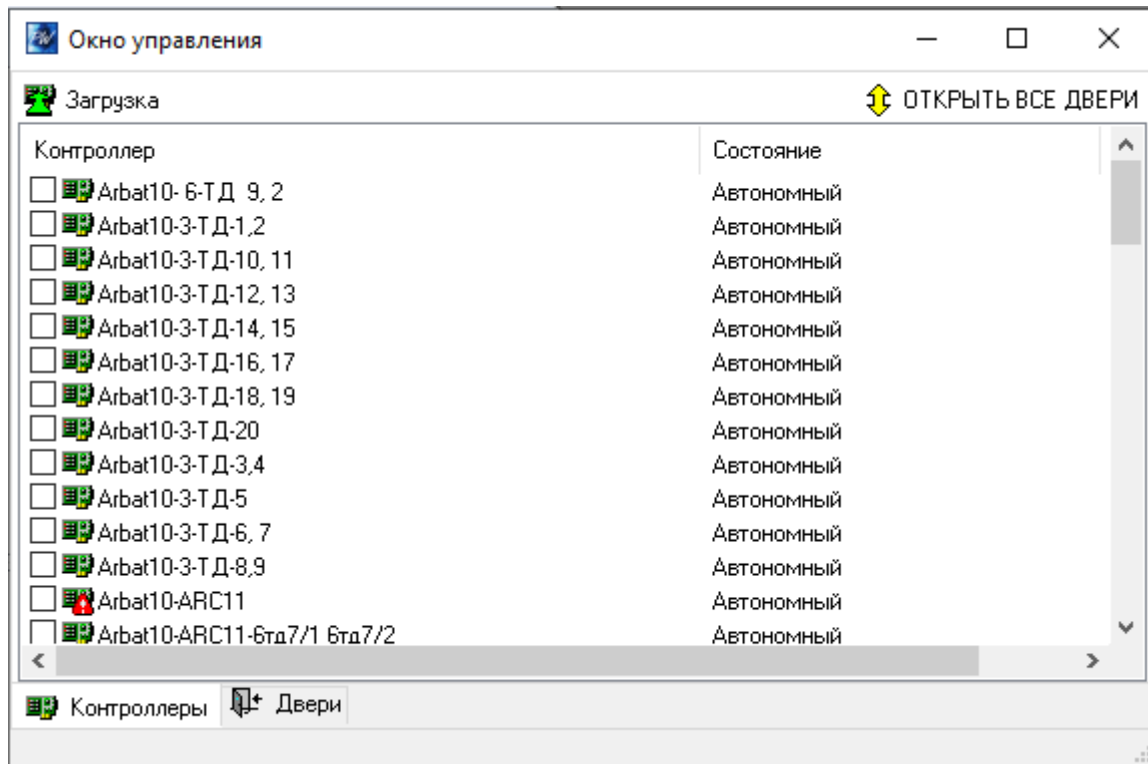 PW Окно управления
Загрузка ОТКРЫТЬ ВСЕ ДВЕРИ
Контроллер Состояние
Arbat10- 6-ТД 9, 2 Автономный
Arbat10-3-ТД-1,2 Автономный
Arbat10-3-ТД-10, 11 Автономный
Arbat10-3-ТД-12, 13 Автономный
Arbat10-3-ТД-14, 15 Автономный
Arbat10-3-ТД-16, 17 Автономный
Arbat10-3-ТД-18, 19 Автономный
Arbat10-3-ТД-20 Автономный
Arbat10-3-ТД-3,4 Автономный
Arbat10-3-ТД-5 Автономный
Arbat10-3-ТД-6, 7 Автономный
Arbat10-3-ТД-8,9 Автономный
Arbat10-ARC11 Автономный
Arbat10-ARC11-6тд7/1 6тд7/2 Автономный
Контроллеры Двери